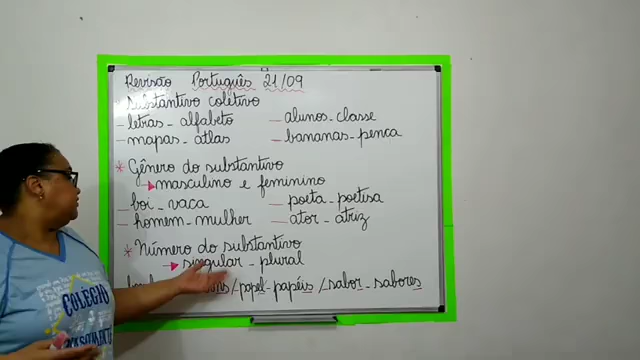 Revisão Português 21/09
* Substantivo coletivo
- letras - alfabeto - alunos - classe
- mapas - atlas - bananas - penca
* Gênero do substantivo
masculino e feminino
- boi - vaca - poeta - poetisa
- homem - mulher - ator - atriz
* Número do substantivo
singular - plural
/papel - papéis /sabor - sabores
COLÉGIO